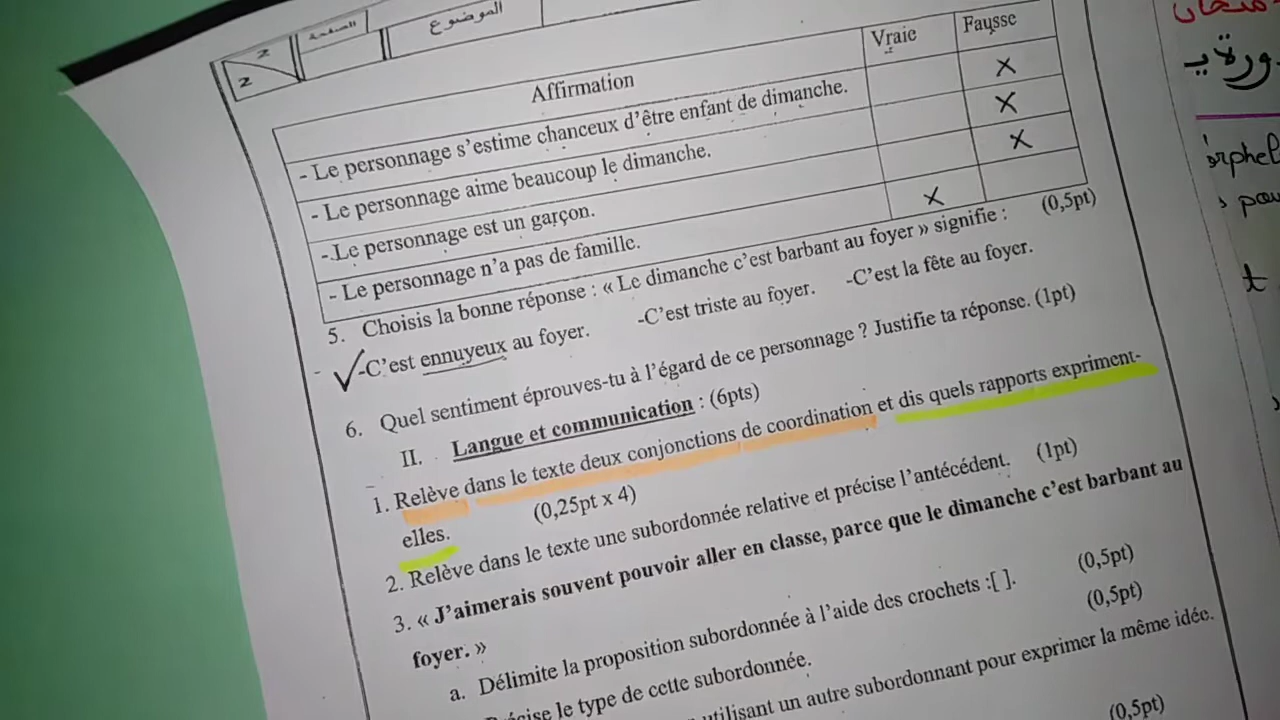 2
2
الصفحة
الموضوع
Affirmation Vraie Fausse
- Le personnage s’estime chanceux d’être enfant de dimanche. X
- Le personnage aime beaucoup le dimanche. X
- Le personnage est un garçon. X
- Le personnage n’a pas de famille. X
5. Choisis la bonne réponse : « Le dimanche c’est barbant au foyer » signifie : (0,5pt)
-C’est ennuyeux au foyer. -C’est triste au foyer. -C’est la fête au foyer.
6. Quel sentiment éprouves-tu à l’égard de ce personnage ? Justifie ta réponse. (1pt)
II. Langue et communication : (6pts)
1. Relève dans le texte deux conjonctions de coordination et dis quels rapports expriment-
elles. (0,25pt x 4)
2. Relève dans le texte une subordonnée relative et précise l’antécédent. (1pt)
3. « J’aimerais souvent pouvoir aller en classe, parce que le dimanche c’est barbant au
foyer. »
a. Délimite la proposition subordonnée à l’aide des crochets :[ ]. (0,5pt)
le type de cette subordonnée. (0,5pt)
utilisant un autre subordonnant pour exprimer la même idée.
(0,5pt)